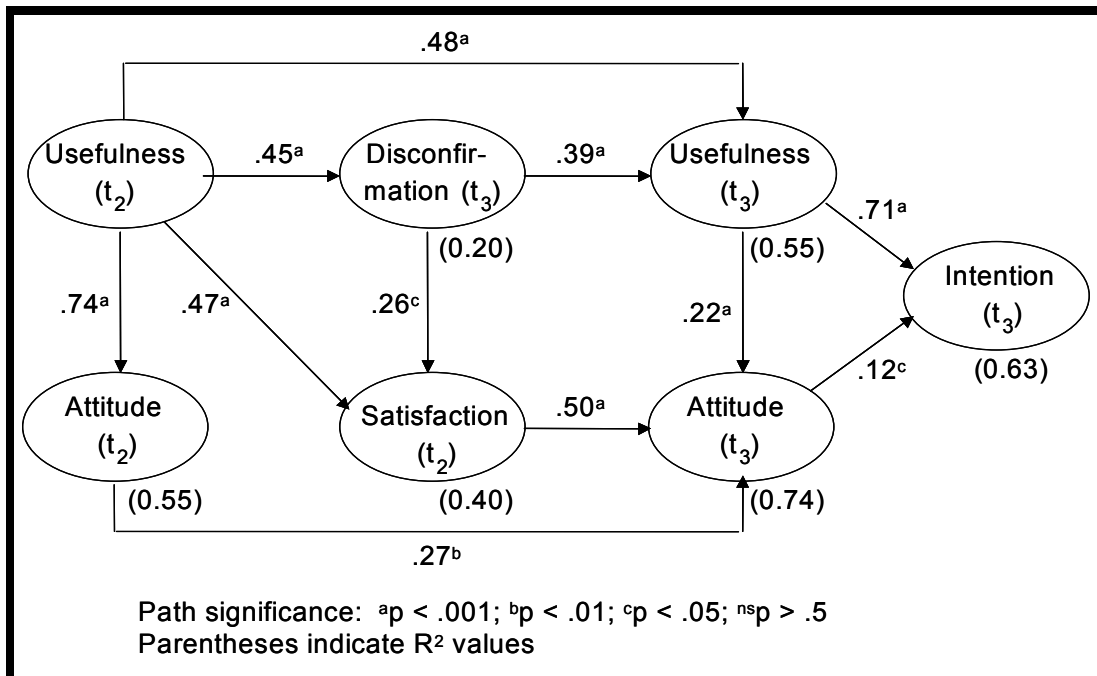 .48ᵃ
Usefulness
(t₂)
.45ᵃ
Disconfir-
mation (t₃)
.39ᵃ
Usefulness
(t₃)
(0.20)
(0.55)
.71ᵃ
Intention
(t₃)
(0.63)
.74ᵃ
.47ᵃ
.26ᶜ
.22ᵃ
.12ᶜ
Attitude
(t₂)
(0.55)
Satisfaction
(t₂)
(0.40)
.50ᵃ
Attitude
(t₃)
(0.74)
.27ᵇ
Path significance: ᵃp < .001; ᵇp < .01; ᶜp < .05; ⁿˢp > .5
Parentheses indicate R² values